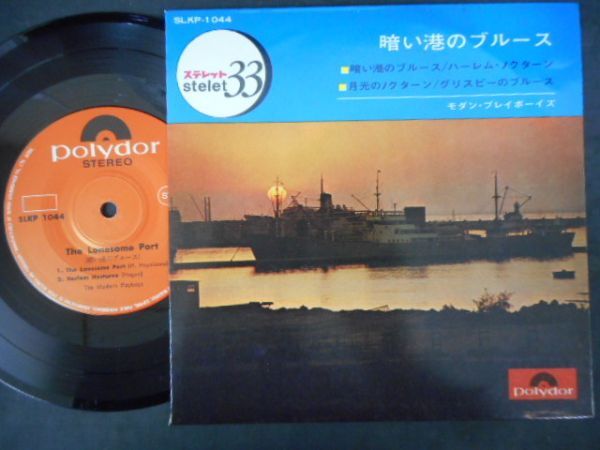 SLKP-1044
暗い港のブルース
ステレット
stelet 33
■暗い港のブルース/ハーレム・ノクターン
■月光のノクターン/グリスビーのブルース
モダン・プレイボーイズ
Polydor
Polydor
STEREO
SLKP 1044
The Lonesome Port
(暗い港のブルース)
1. The Lonesome Port
2. Harlem Nocturne (Hagen)
The Modern Playboys